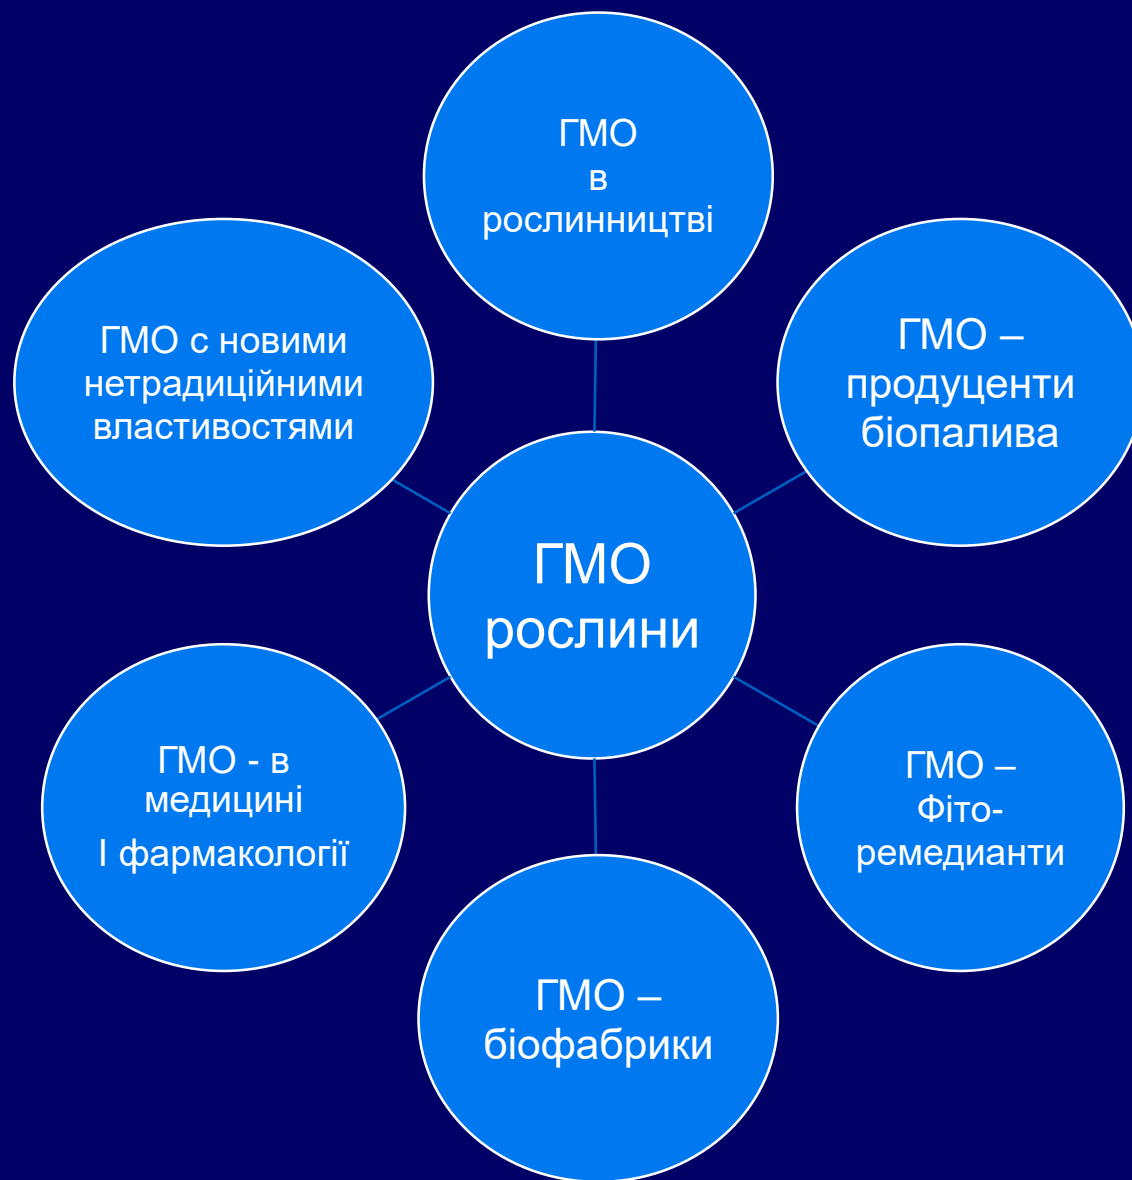 ГМО
в
рослинництві
ГМО с новими
нетрадиційними
властивостями
ГМО –
продуценти
біопалива
ГМО
рослини
ГМО - в
медицині
І фармакології
ГМО –
Фіто-
ремедианти
ГМО –
біофабрики